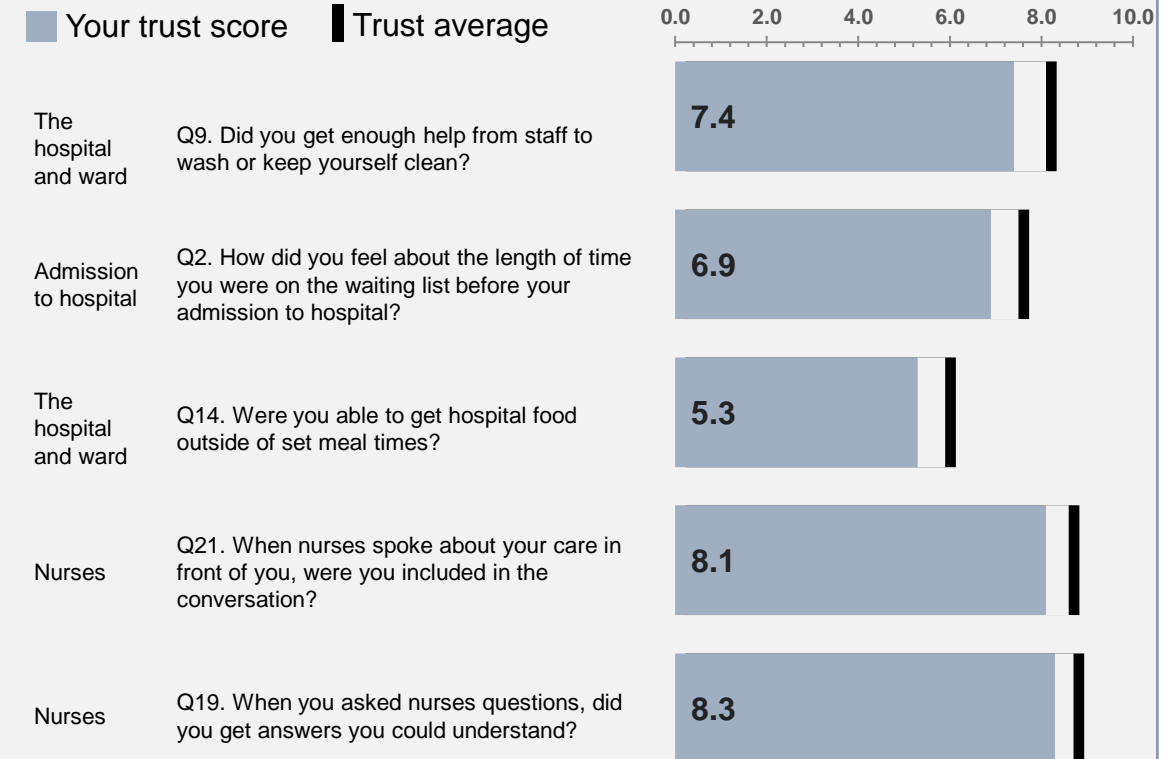 Your trust score
Trust average
0.0 2.0 4.0 6.0 8.0 10.0
The
hospital
and ward
Q9. Did you get enough help from staff to
wash or keep yourself clean?
7.4
Admission
to hospital
Q2. How did you feel about the length of time
you were on the waiting list before your
admission to hospital?
6.9
The
hospital
and ward
Q14. Were you able to get hospital food
outside of set meal times?
5.3
Nurses
Q21. When nurses spoke about your care in
front of you, were you included in the
conversation?
8.1
Nurses
Q19. When you asked nurses questions, did
you get answers you could understand?
8.3